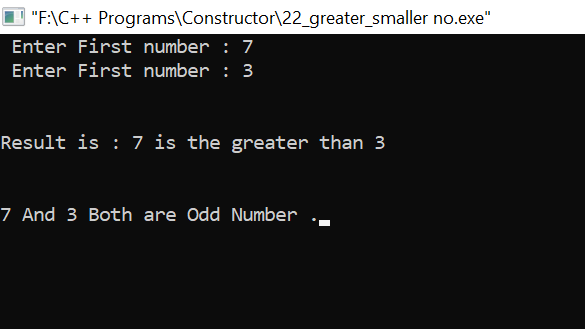 "F:\C++ Programs\Constructor\22_greater_smaller no.exe"
Enter First number : 7
Enter First number : 3
Result is : 7 is the greater than 3
7 And 3 Both are Odd Number .